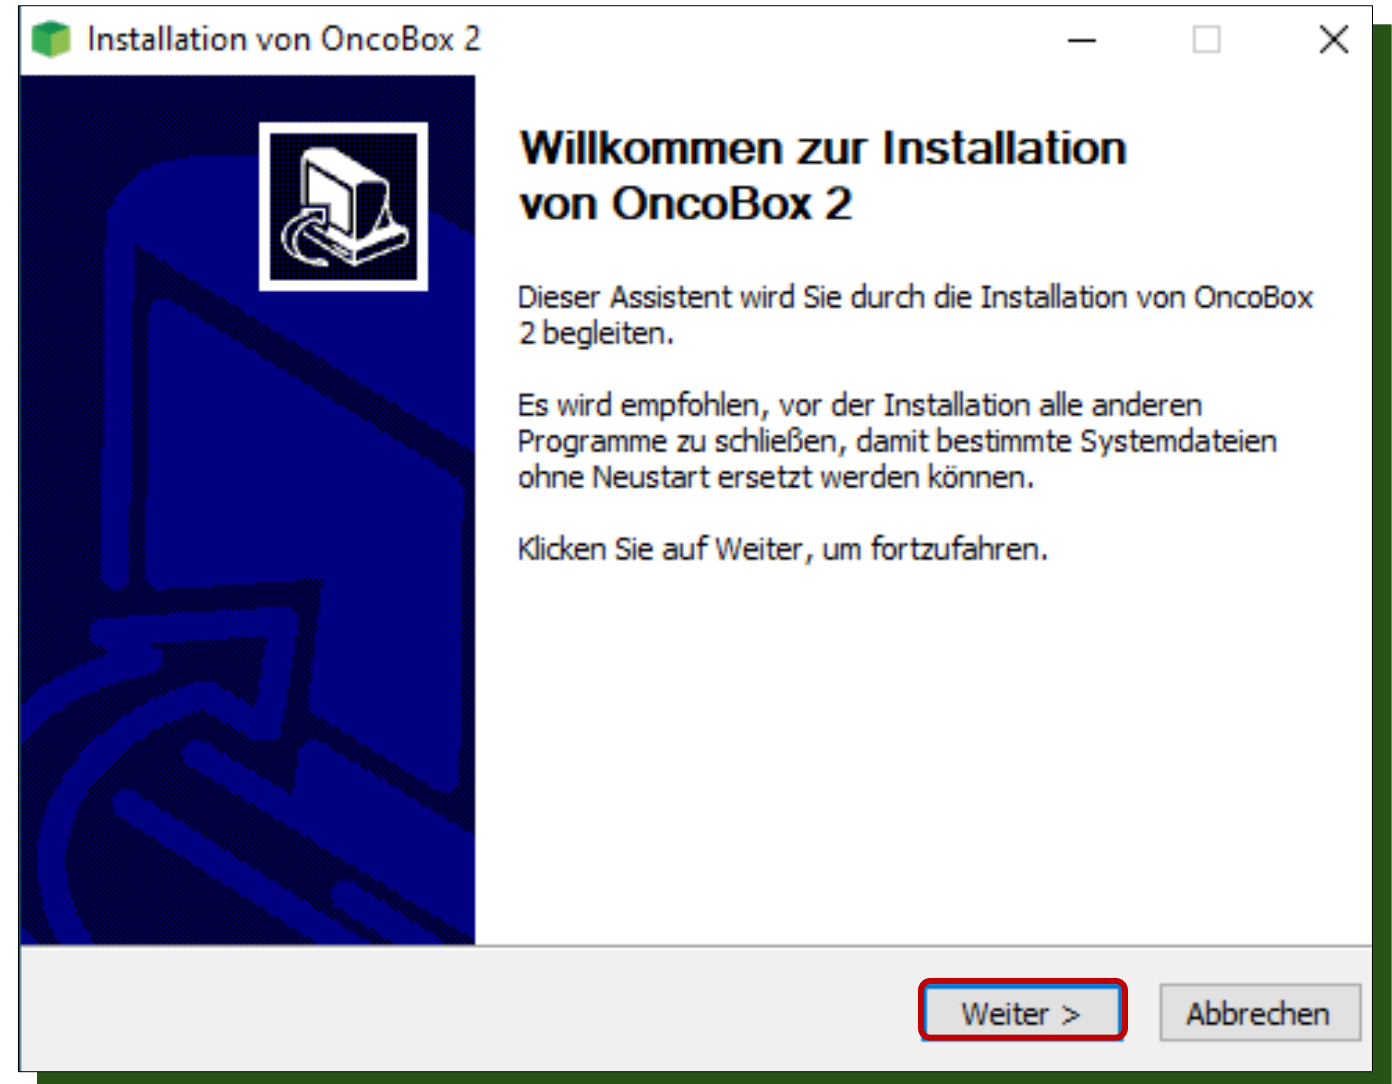 Installation von OncoBox 2
Willkommen zur Installation
von OncoBox 2
Dieser Assistent wird Sie durch die Installation von OncoBox
2 begleiten.
Es wird empfohlen, vor der Installation alle anderen
Programme zu schließen, damit bestimmte Systemdateien
ohne Neustart ersetzt werden können.
Klicken Sie auf Weiter, um fortzufahren.
Weiter >
Abbrechen